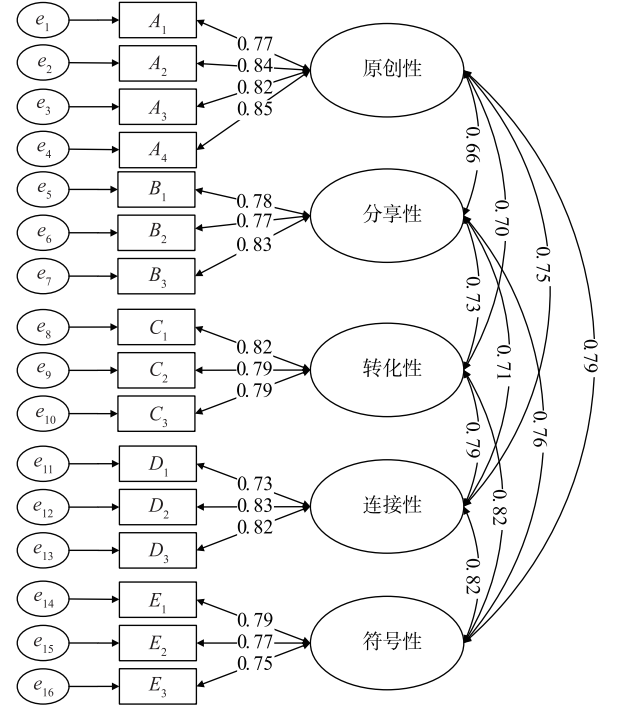 e1 A1
0.77
e2 A2 0.84 原创性
0.82
e3 A3
0.85
e4 A4
0.66
e5 B1
0.78
e6 B2 0.77 分享性 0.70
0.83
e7 B3
0.75
0.73
e8 C1
0.82
e9 C2 0.79 转化性 0.71 0.79
0.79
e10 C3
0.76
0.79
e11 D1
0.73
e12 D2 0.83 连接性 0.82
0.82
e13 D3
0.82
e14 E1
0.79
e15 E2 0.77 符号性
0.75
e16 E3